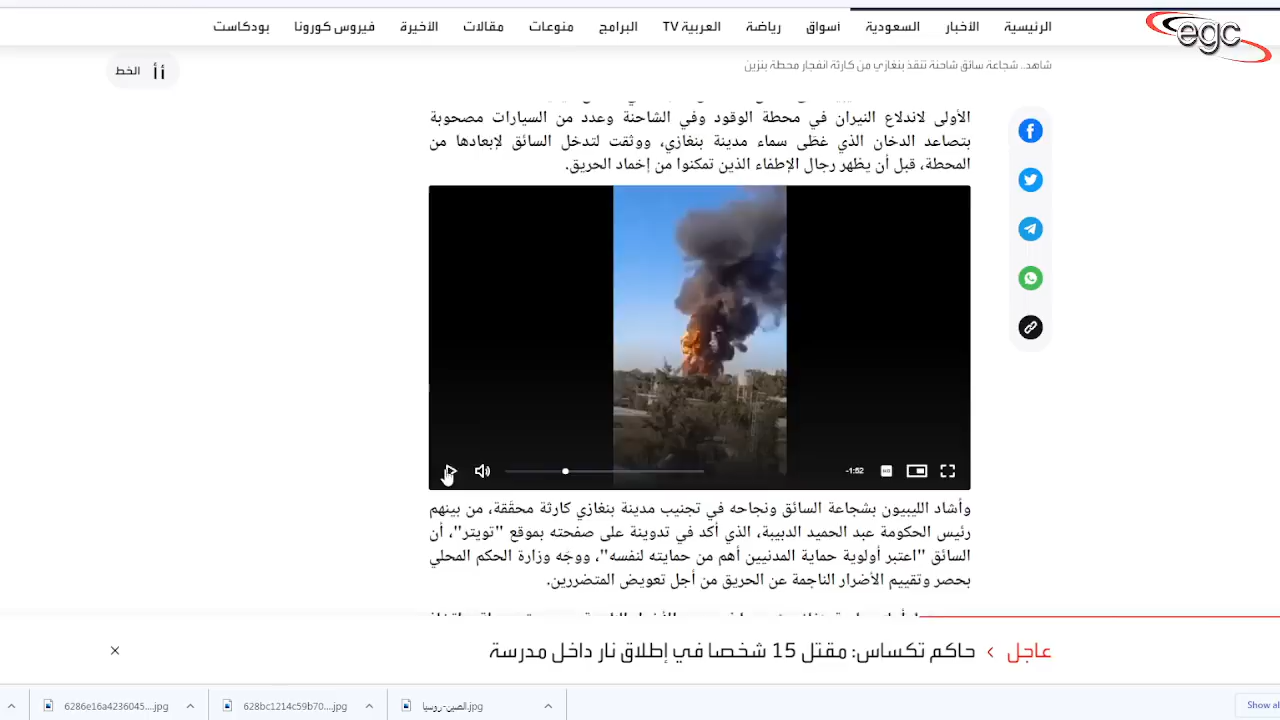 الرئيسية الأخبار السعودية أسواق رياضة العربية TV البرامج منوعات مقالات الأخيرة فيروس كورونا بودكاست
egc
شاهد.. شجاعة سائق شاحنة تنقذ بنغازي من كارثة انفجار محطة بنزين
أأ الخط
الأولى لاندلاع النيران في محطة الوقود وفي الشاحنة وعدد من السيارات مصحوبة
بتصاعد الدخان الذي غطّى سماء مدينة بنغازي، ووثقت لتدخل السائق لإبعادها من
المحطة، قبل أن يظهر رجال الإطفاء الذين تمكنوا من إخماد الحريق.
-1:52
وأشاد الليبيون بشجاعة السائق ونجاحه في تجنيب مدينة بنغازي كارثة محقّقة، من بينهم
رئيس الحكومة عبد الحميد الدبيبة، الذي أكد في تدوينة على صفحته بموقع "تويتر"، أن
السائق "اعتبر أولوية حماية المدنيين أهم من حمايته لنفسه"، ووجّه وزارة الحكم المحلي
بحصر وتقييم الأضرار الناجمة عن الحريق من أجل تعويض المتضررين.
عاجل > حاكم تكساس: مقتل 15 شخصا في إطلاق نار داخل مدرسة
6286e16a4236045....jpg
628bc1214c59b70....jpg
الصين-روسيا.jpg
Show al